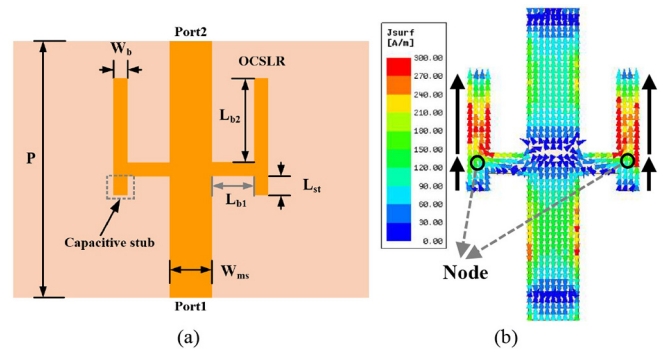 Port2
W_b
OCSLR
L_b2
P
L_st
L_b1
Capacitive stub
W_ms
Port1
(a)
Jsurf
[A/m]
300.00
270.00
240.00
210.00
180.00
150.00
120.00
90.00
60.00
30.00
0.00
Node
(b)